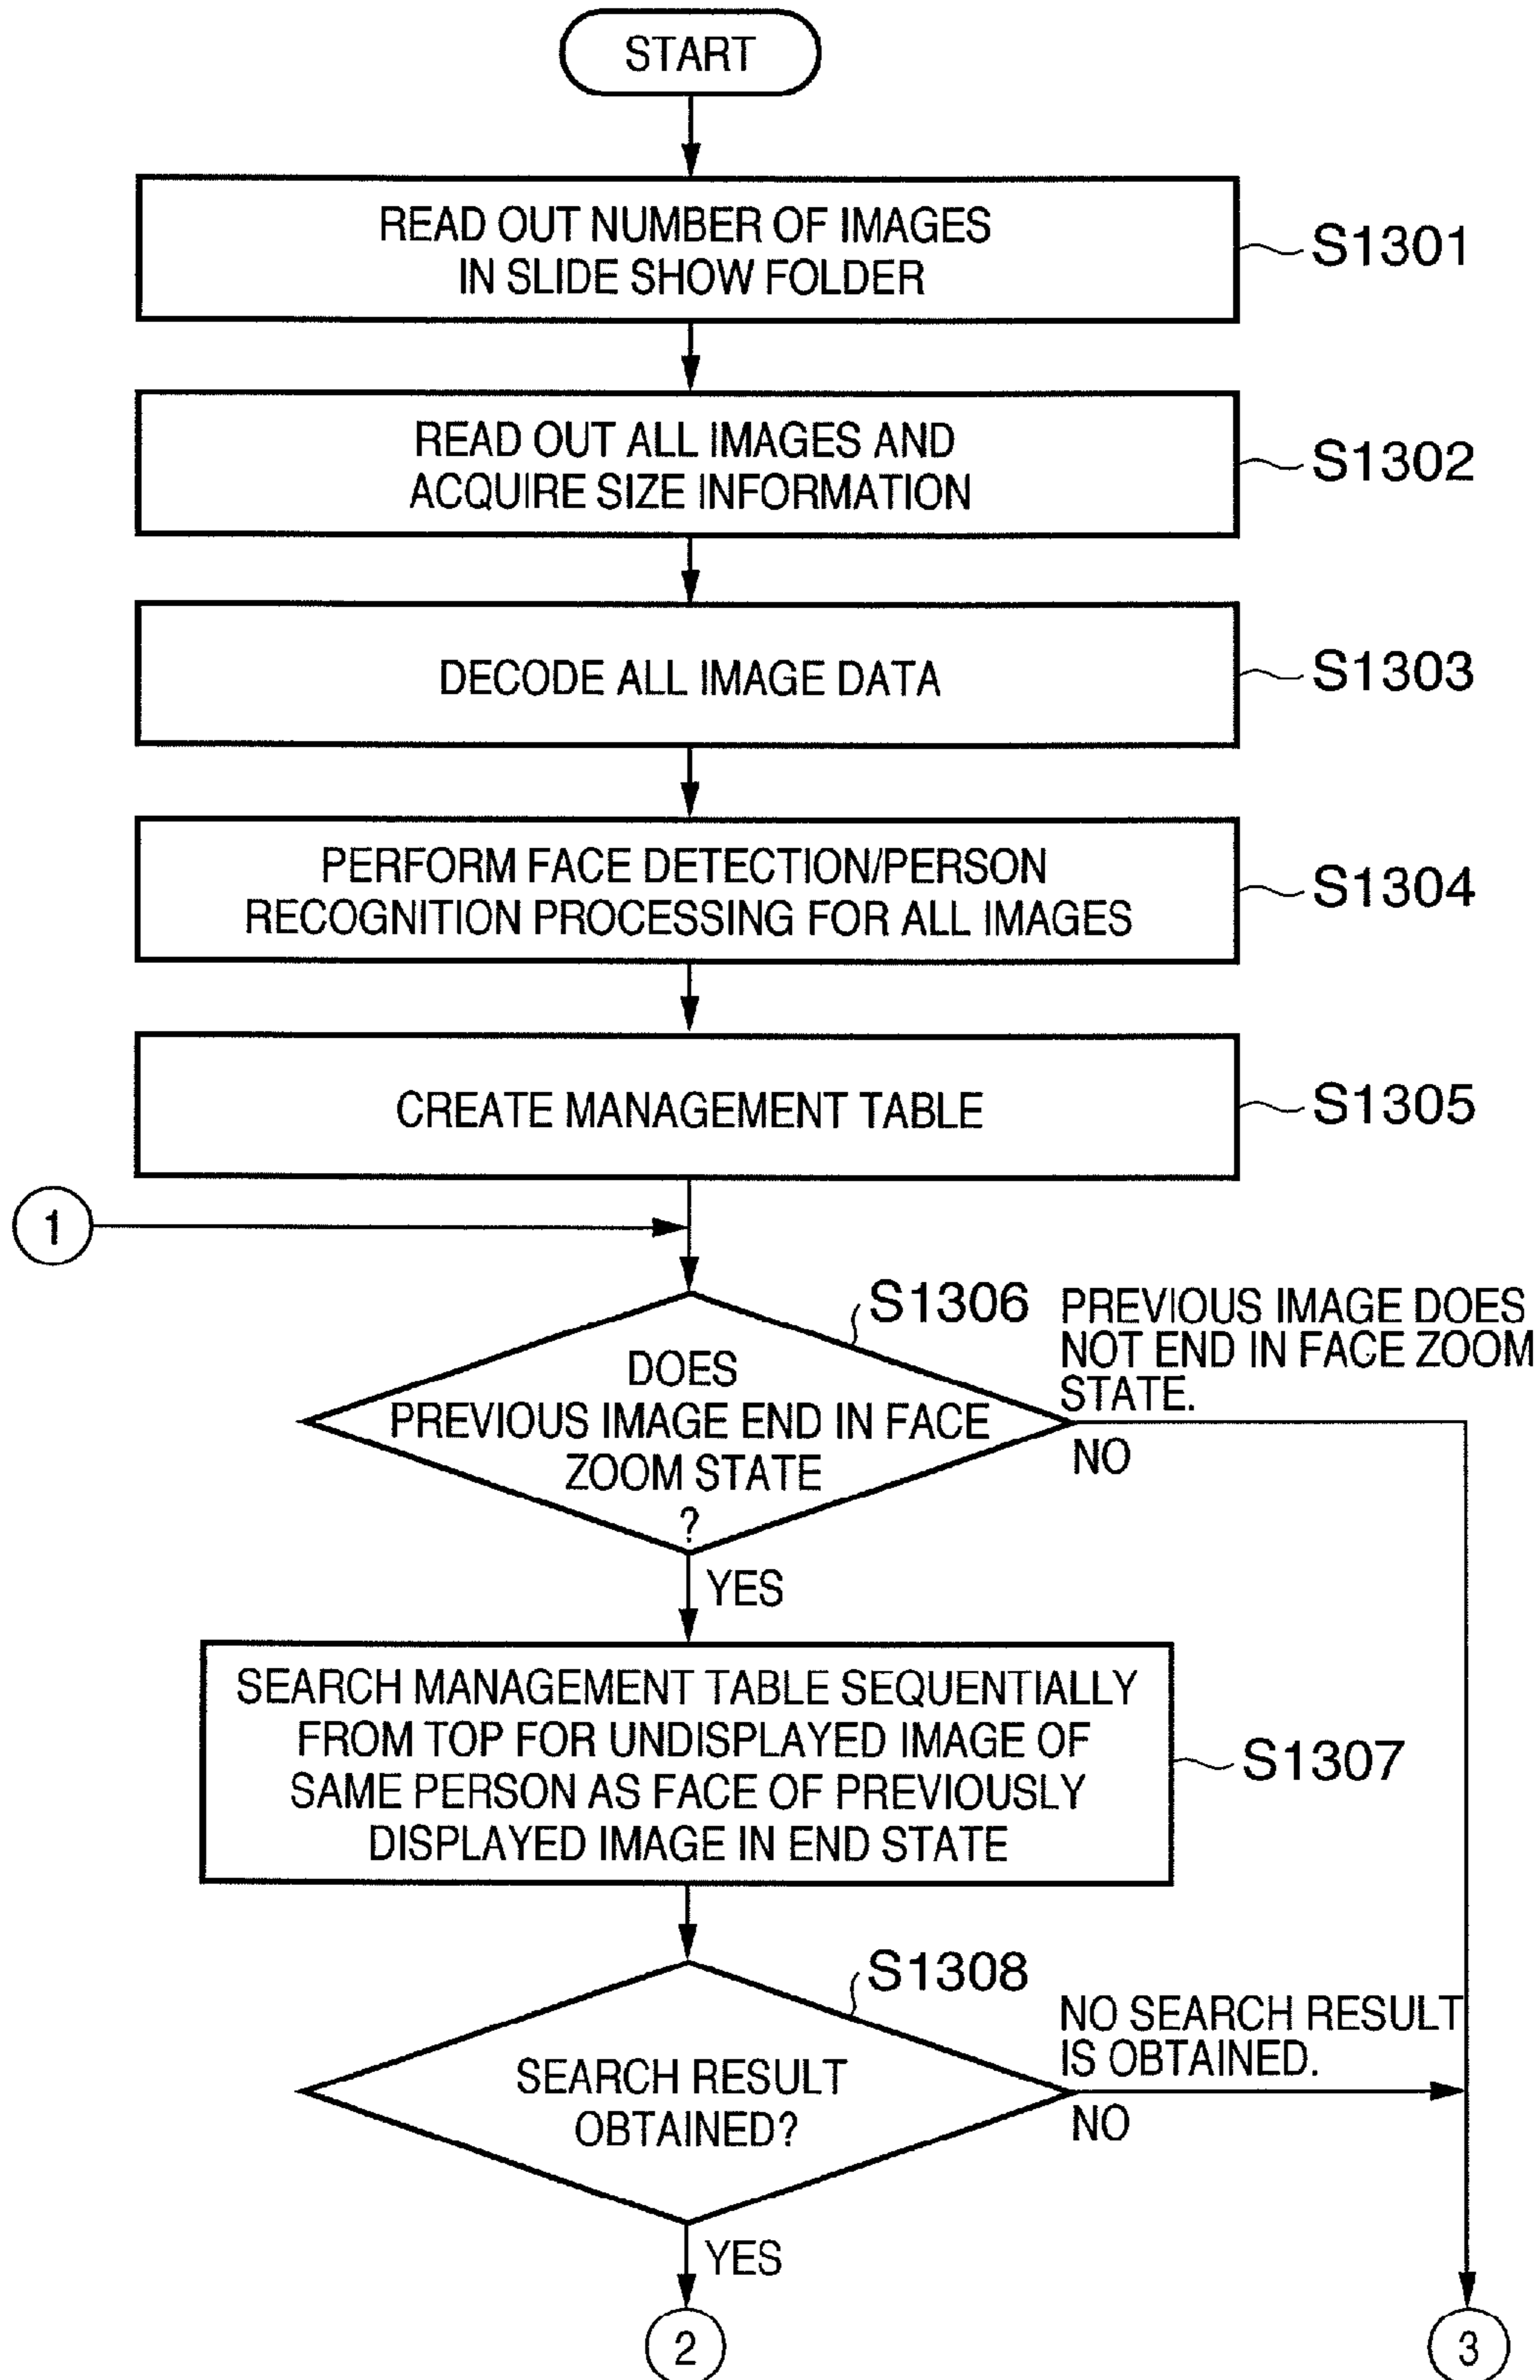 START
READ OUT NUMBER OF IMAGES
IN SLIDE SHOW FOLDER
S1301
READ OUT ALL IMAGES AND
ACQUIRE SIZE INFORMATION
S1302
DECODE ALL IMAGE DATA
S1303
PERFORM FACE DETECTION/PERSON
RECOGNITION PROCESSING FOR ALL IMAGES
S1304
CREATE MANAGEMENT TABLE
S1305
1
S1306
DOES
PREVIOUS IMAGE END IN FACE
ZOOM STATE
?
PREVIOUS IMAGE DOES
NOT END IN FACE ZOOM
STATE.
NO
YES
SEARCH MANAGEMENT TABLE SEQUENTIALLY
FROM TOP FOR UNDISPLAYED IMAGE OF
SAME PERSON AS FACE OF PREVIOUSLY
DISPLAYED IMAGE IN END STATE
S1307
S1308
SEARCH RESULT
OBTAINED?
NO SEARCH RESULT
IS OBTAINED.
NO
YES
2
3